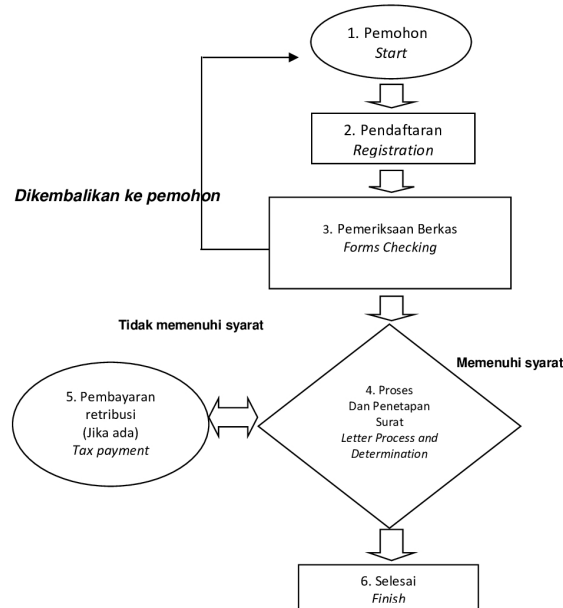 1. Pemohon
Start
2. Pendaftaran
Registration
Dikembalikan ke pemohon
3. Pemeriksaan Berkas
Forms Checking
Tidak memenuhi syarat
Memenuhi syarat
4. Proses
Dan Penetapan
Surat
Letter Process and
Determination
5. Pembayaran
retribusi
(Jika ada)
Tax payment
6. Selesai
Finish